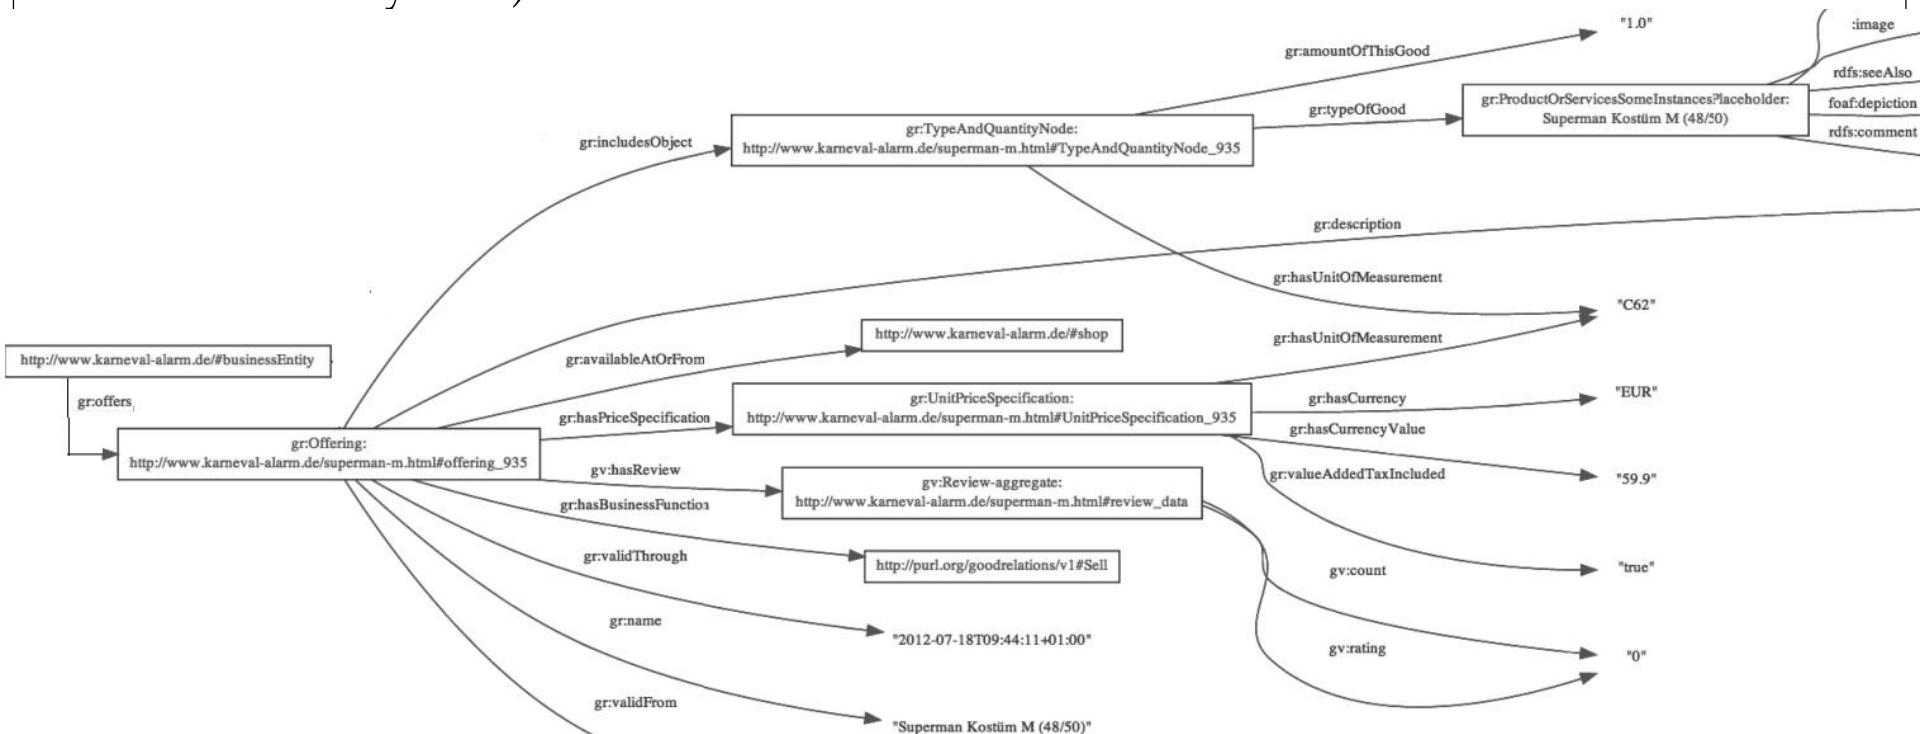 "1.0"
:image
gr:amountOfThisGood
rdfs:seeAlso
gr:ProductOrServicesSomeInstancesPlaceholder:
Superman Kostüm M (48/50)
foaf:depiction
gr:typeOfGood
rdfs:comment
gr:TypeAndQuantityNode:
http://www.karneval-alarm.de/superman-m.html#TypeAndQuantityNode_935
gr:includesObject
gr:description
gr:hasUnitOfMeasurement
"C62"
http://www.karneval-alarm.de/#shop
gr:hasUnitOfMeasurement
http://www.karneval-alarm.de/#businessEntity
gr:availableAtOrFrom
gr:offers
gr:UnitPriceSpecification:
http://www.karneval-alarm.de/superman-m.html#UnitPriceSpecification_935
gr:hasCurrency
"EUR"
gr:hasPriceSpecification
gr:hasCurrencyValue
gr:Offering:
http://www.karneval-alarm.de/superman-m.html#offering_935
gv:hasReview
gr:valueAddedTaxIncluded
"59.9"
gv:Review-aggregate:
http://www.karneval-alarm.de/superman-m.html#review_data
gr:hasBusinessFunction
gr:validThrough
http://purl.org/goodrelations/v1#Sell
gv:count
"true"
gr:name
"2012-07-18T09:44:11+01:00"
gv:rating
"0"
gr:validFrom
"Superman Kostüm M (48/50)"